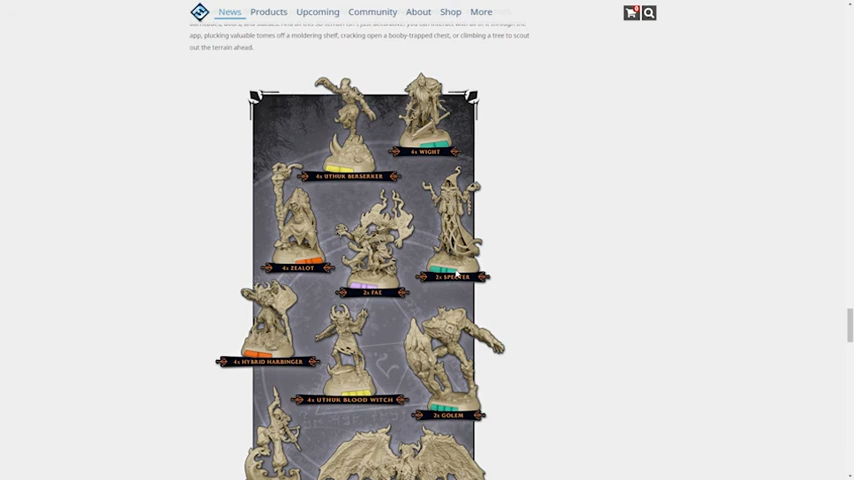 News Products Upcoming Community About Shop More
app, plucking valuable tomes off a moldering shelf, cracking open a booby-trapped chest, or climbing a tree to scout
out the terrain ahead.
4x WIGHT
4x UTHUK BERSERKER
4x ZEALOT
2x SPECTER
2x FAE
4x HYBRID HARBINGER
4x UTHUK BLOOD WITCH
2x GOLEM